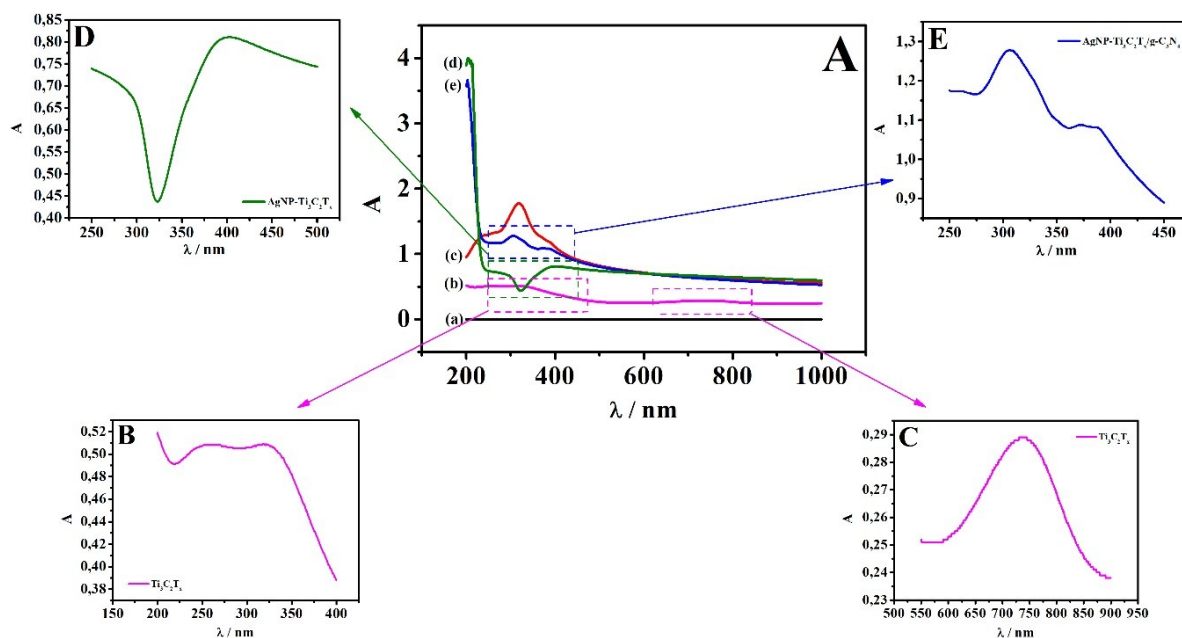 D
0,85
0,80
0,75
0,70
0,65
0,60
0,55
0,50
0,45
0,40
A
AgNP-Ti₃C₂Tₓ
250 300 350 400 450 500
λ / nm
A
4
3
2
1
0
A
(d)
(e)
(c)
(b)
(a)
200 400 600 800 1000
λ / nm
E
AgNP-Ti₃C₂Tₓ/g-C₃N₄
1,3
1,2
1,1
1,0
0,9
A
250 300 350 400 450
λ / nm
B
0,52
0,50
0,48
0,46
0,44
0,42
0,40
0,38
A
Ti₃C₂Tₓ
150 200 250 300 350 400
λ / nm
C
Ti₃C₂Tₓ
0,29
0,28
0,27
0,26
0,25
0,24
0,23
A
500 550 600 650 700 750 800 850 900 950
λ / nm